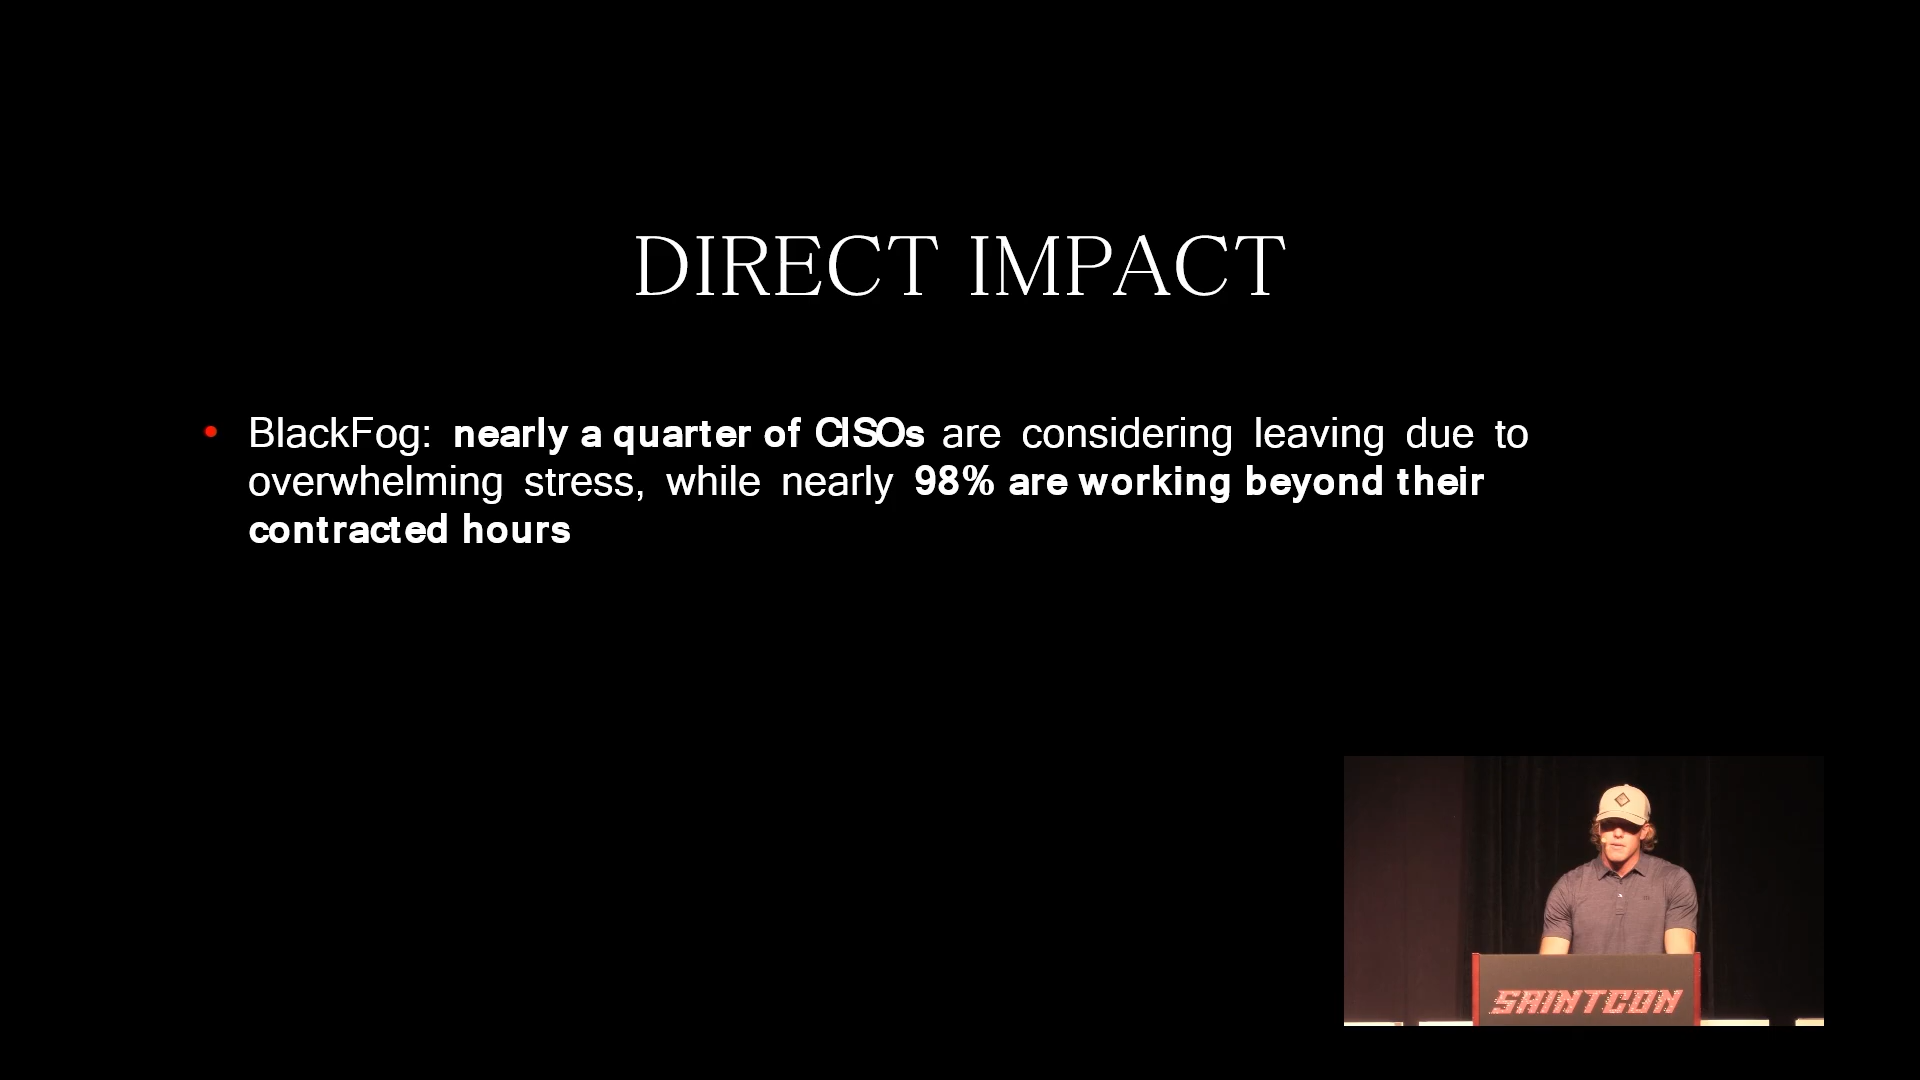 DIRECT IMPACT
• BlackFog: nearly a quarter of CISOs are considering leaving due to
overwhelming stress, while nearly 98% are working beyond their
contracted hours
SAINTCON